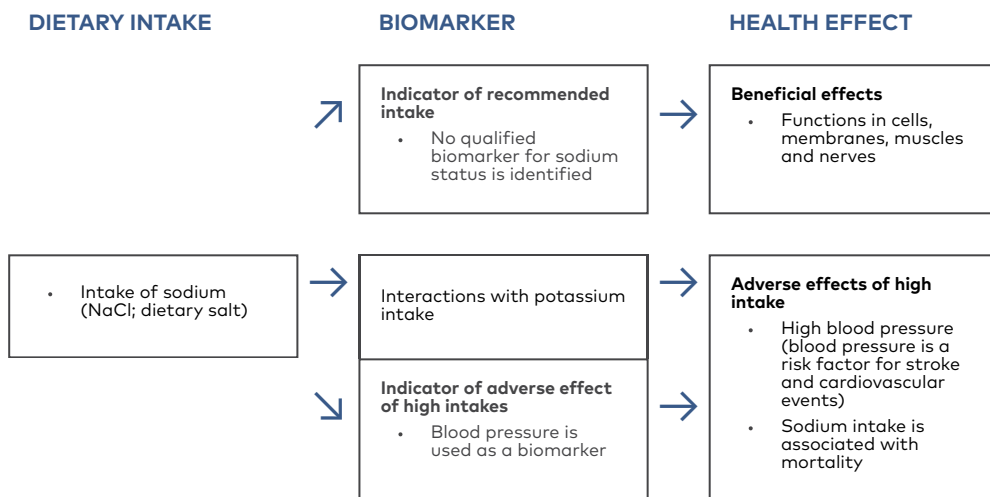 DIETARY INTAKE
BIOMARKER
HEALTH EFFECT
Indicator of recommended
intake
• No qualified
biomarker for sodium
status is identified
Beneficial effects
• Functions in cells,
membranes, muscles
and nerves
• Intake of sodium
(NaCl; dietary salt)
Interactions with potassium
intake
Indicator of adverse effect
of high intakes
• Blood pressure is
used as a biomarker
Adverse effects of high
intake
• High blood pressure
(blood pressure is a
risk factor for stroke
and cardiovascular
events)
• Sodium intake is
associated with
mortality